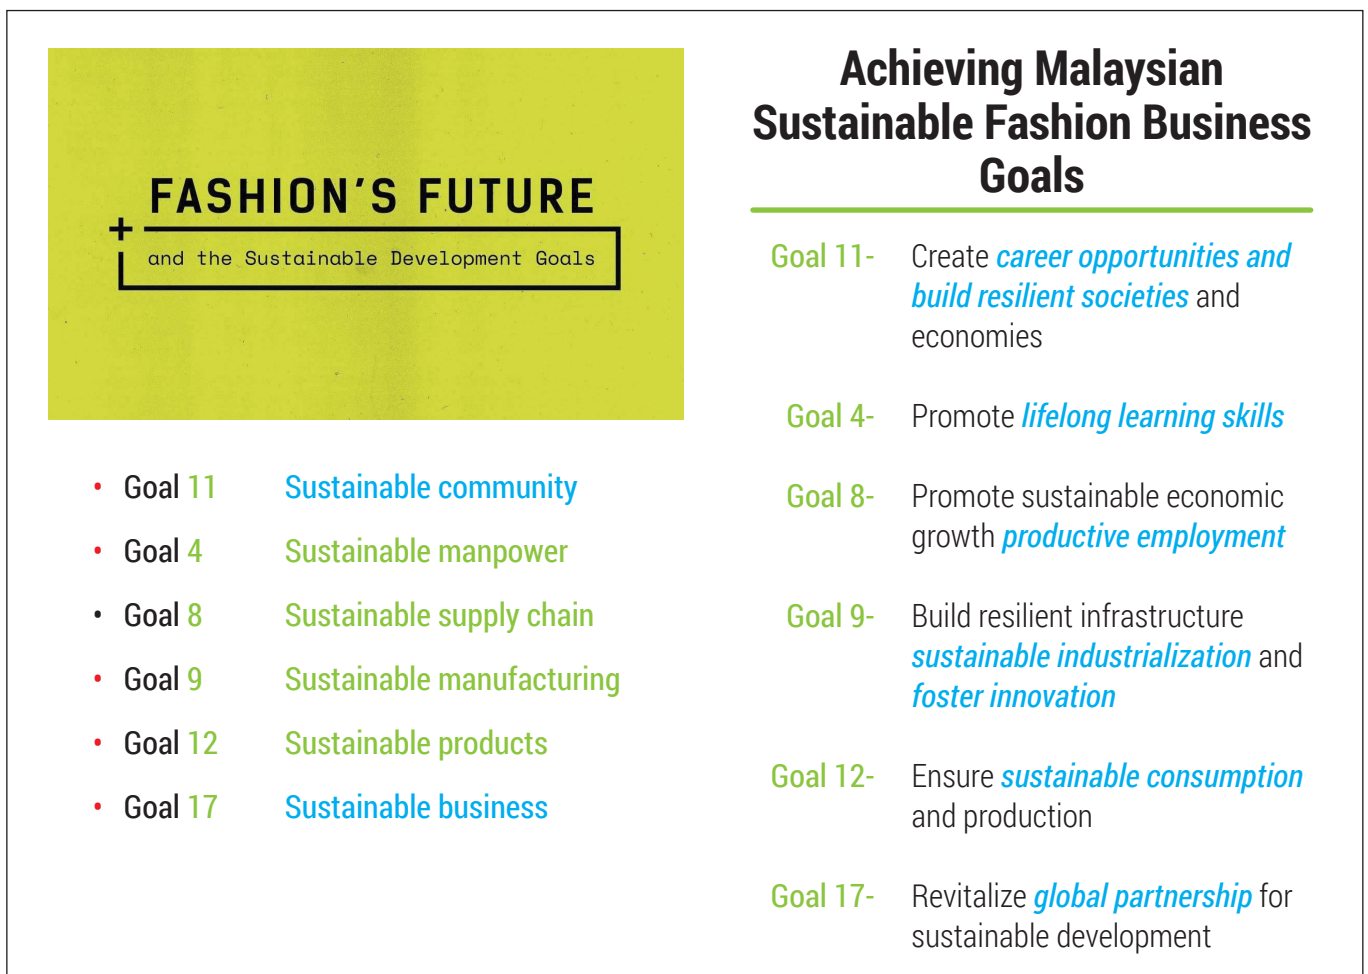 FASHION'S FUTURE
and the Sustainable Development Goals
• Goal 11 Sustainable community
• Goal 4 Sustainable manpower
• Goal 8 Sustainable supply chain
• Goal 9 Sustainable manufacturing
• Goal 12 Sustainable products
• Goal 17 Sustainable business
Achieving Malaysian
Sustainable Fashion Business
Goals
Goal 11- Create career opportunities and
build resilient societies and
economies
Goal 4- Promote lifelong learning skills
Goal 8- Promote sustainable economic
growth productive employment
Goal 9- Build resilient infrastructure
sustainable industrialization and
foster innovation
Goal 12- Ensure sustainable consumption
and production
Goal 17- Revitalize global partnership for
sustainable development